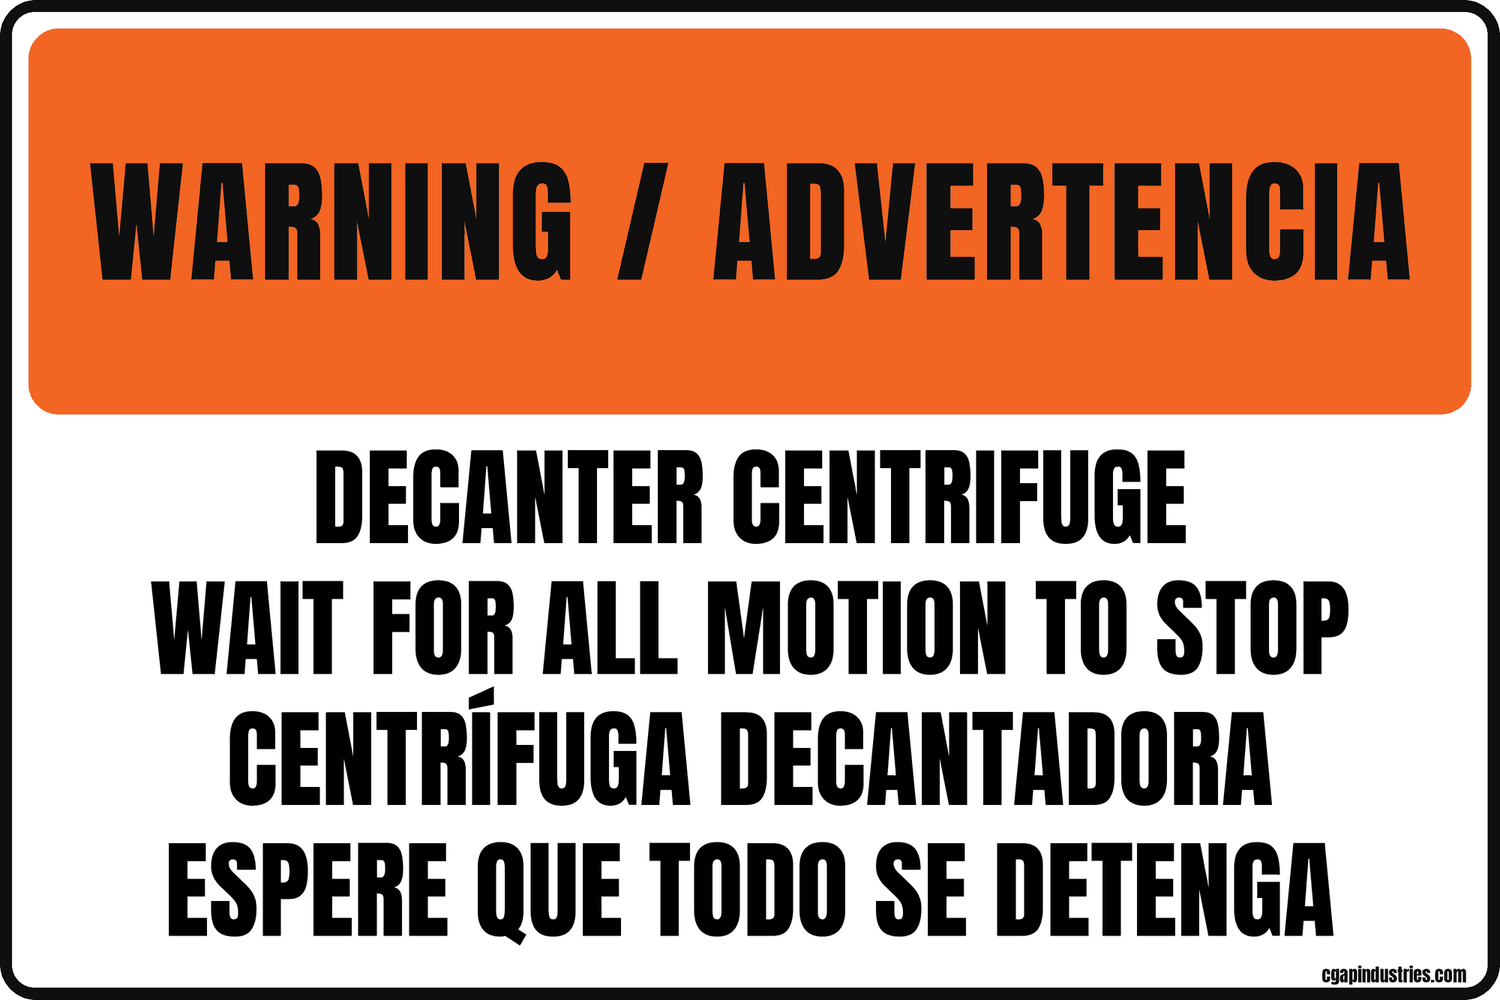 WARNING / ADVERTENCIA
DECANTER CENTRIFUGE
WAIT FOR ALL MOTION TO STOP
CENTRÍFUGA DECANTADORA
ESPERE QUE TODO SE DETENGA
cgapindustries.com